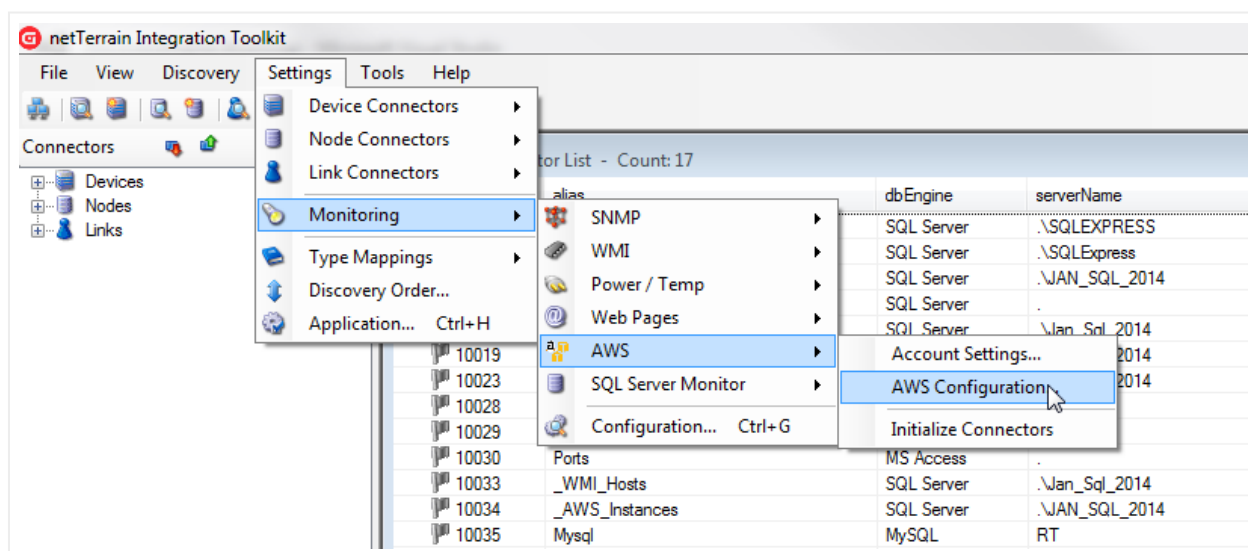 netTerrain Integration Toolkit
File View Discovery Settings Tools Help
Device Connectors
Connectors
Node Connectors
tor List - Count: 17
Link Connectors
Devices
alias dbEngine serverName
Nodes
Monitoring
SNMP
SQL Server .\SQLEXPRESS
Links
WMI
SQL Server .\SQLExpress
Type Mappings
Power / Temp
SQL Server .\JAN_SQL_2014
Discovery Order...
SQL Server .
Application... Ctrl+H
Web Pages
SQL Server .\Jan_Sql_2014
10019
AWS
Account Settings...
2014
10023
SQL Server Monitor
AWS Configuration...
2014
10028
10029
Configuration... Ctrl+G
Initialize Connectors
10030 Ports MS Access .
10033 _WMI_Hosts SQL Server .\Jan_Sql_2014
10034 _AWS_Instances SQL Server .\JAN_SQL_2014
10035 Mysql MySQL RT